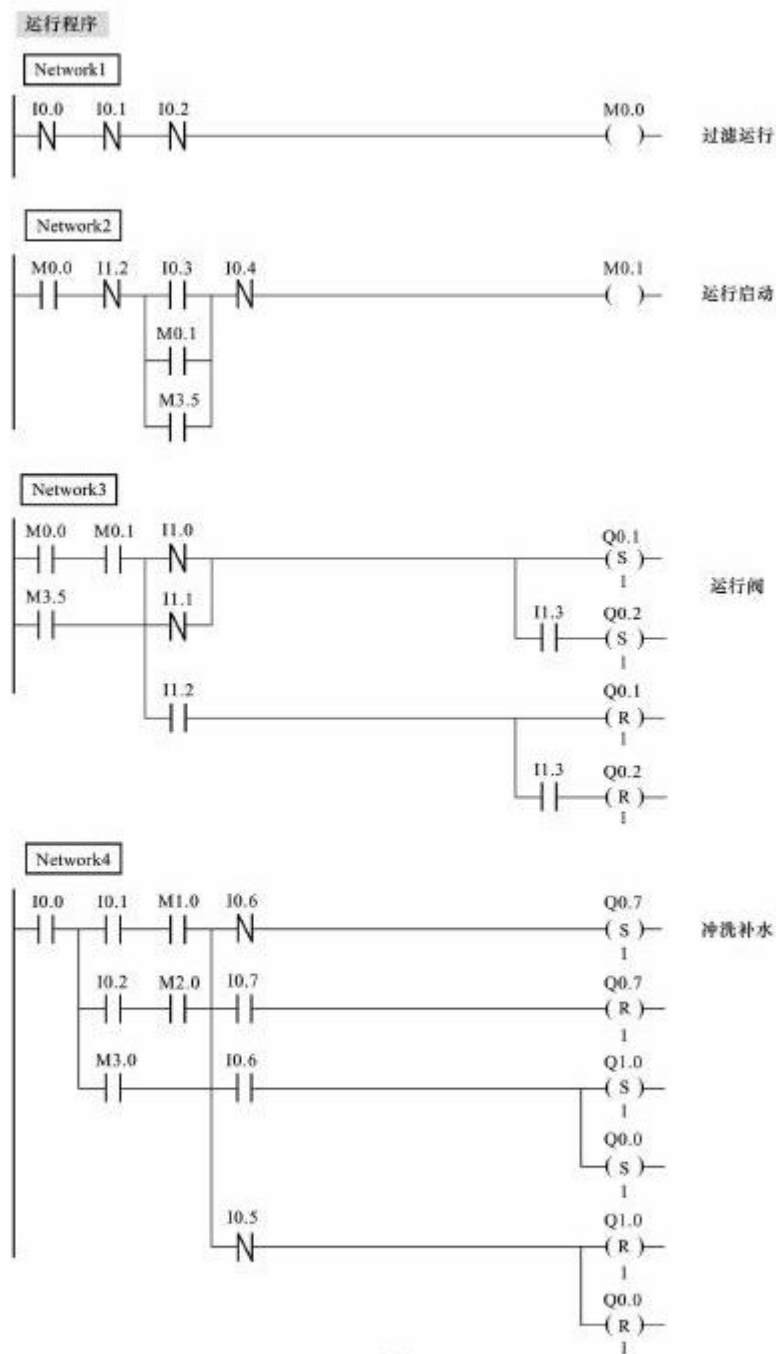 运行程序
Network1
I0.0 I0.1 I0.2 M0.0
过滤运行
Network2
M0.0 I1.2 I0.3 I0.4 M0.1
运行启动
M0.1
M3.5
Network3
M0.0 M0.1 I1.0 Q0.1
S
1
运行阀
M3.5 I1.1 I1.3 Q0.2
S
1
I1.2 Q0.1
R
1
I1.3 Q0.2
R
1
Network4
I0.0 I0.1 M1.0 I0.6 Q0.7
S
冲洗补水
1
I0.2 M2.0 I0.7 Q0.7
R
1
M3.0 I0.6 Q1.0
S
1
Q0.0
S
1
I0.5 Q1.0
R
1
Q0.0
R
1